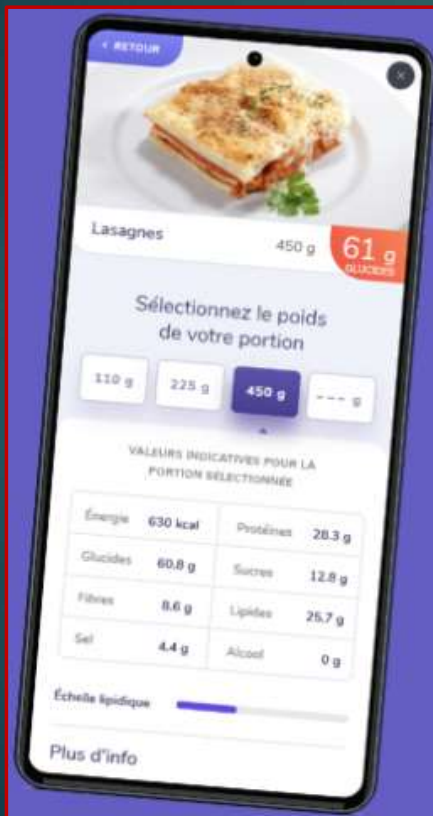 < RETOUR
Lasagnes 450 g 61 g
GLUCIDES
Sélectionnez le poids
de votre portion
110 g 225 g 450 g --- g
VALEURS INDICATIVES POUR LA
PORTION SÉLECTIONNÉE
Énergie 630 kcal Protéines 28.3 g
Glucides 60.8 g Sucres 12.8 g
Fibres 8.6 g Lipides 25.7 g
Sel 4.4 g Alcool 0 g
Échelle lipidique
Plus d'info